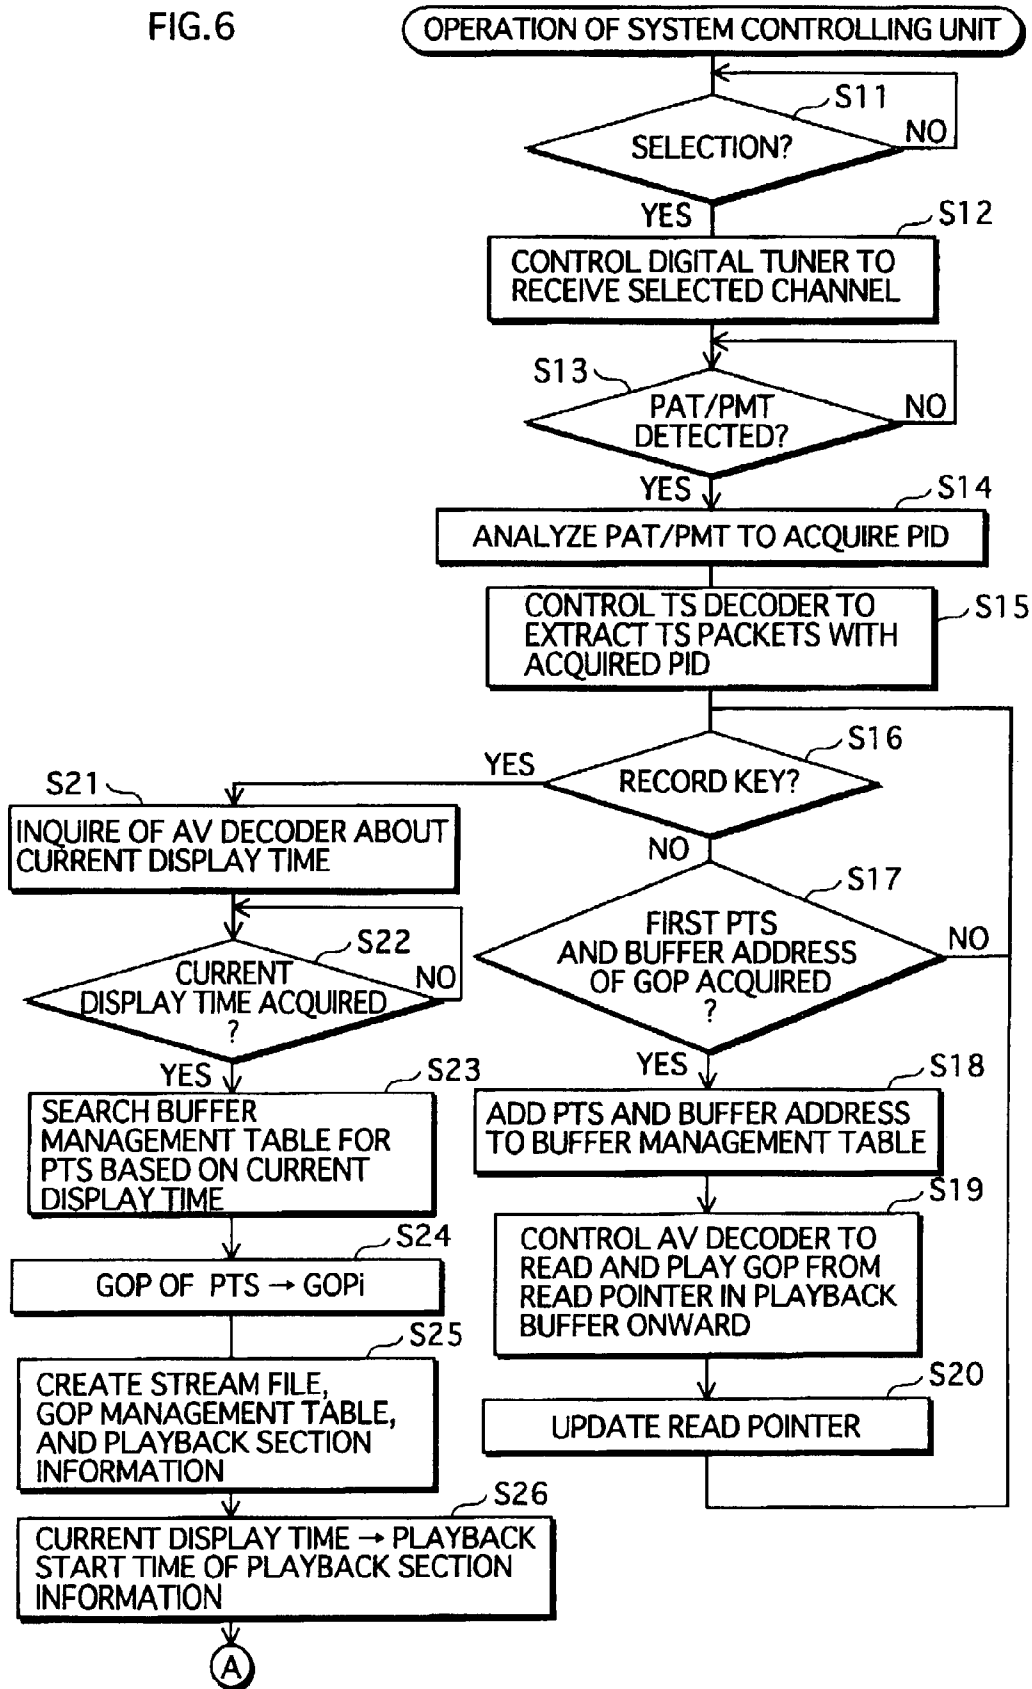 FIG.6
OPERATION OF SYSTEM CONTROLLING UNIT
S11
SELECTION?
NO
YES
S12
CONTROL DIGITAL TUNER TO
RECEIVE SELECTED CHANNEL
S13
PAT/PMT
DETECTED?
NO
YES
S14
ANALYZE PAT/PMT TO ACQUIRE PID
S15
CONTROL TS DECODER TO
EXTRACT TS PACKETS WITH
ACQUIRED PID
S16
RECORD KEY?
YES
NO
S17
FIRST PTS
AND BUFFER ADDRESS
OF GOP ACQUIRED
?
NO
YES
S18
ADD PTS AND BUFFER ADDRESS
TO BUFFER MANAGEMENT TABLE
S19
CONTROL AV DECODER TO
READ AND PLAY GOP FROM
READ POINTER IN PLAYBACK
BUFFER ONWARD
S20
UPDATE READ POINTER
S21
INQUIRE OF AV DECODER ABOUT
CURRENT DISPLAY TIME
S22
CURRENT
DISPLAY TIME ACQUIRED
?
NO
YES
S23
SEARCH BUFFER
MANAGEMENT TABLE FOR
PTS BASED ON CURRENT
DISPLAY TIME
S24
GOP OF PTS → GOPi
S25
CREATE STREAM FILE,
GOP MANAGEMENT TABLE,
AND PLAYBACK SECTION
INFORMATION
S26
CURRENT DISPLAY TIME → PLAYBACK
START TIME OF PLAYBACK SECTION
INFORMATION
A